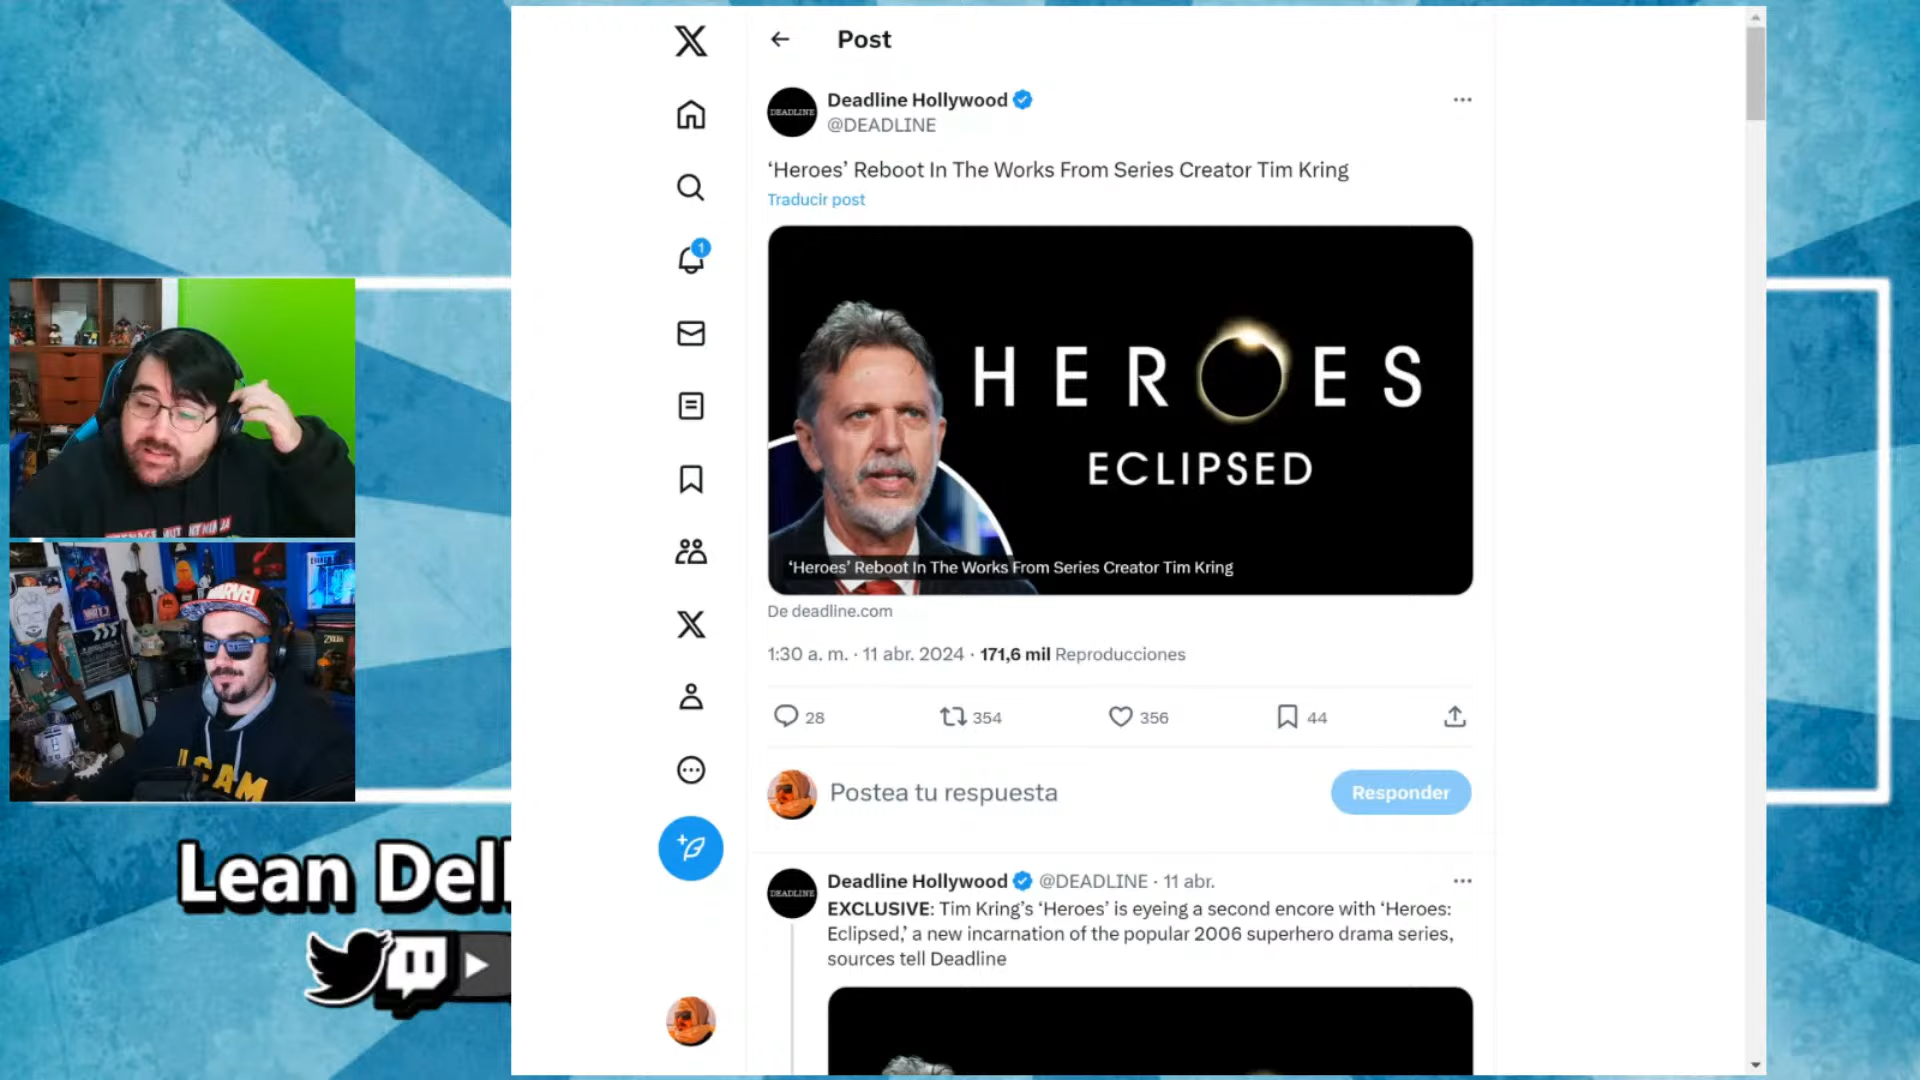 Post
DEADLINE
Deadline Hollywood
@DEADLINE
‘Heroes’ Reboot In The Works From Series Creator Tim Kring
Traducir post
1
HEROES
ECLIPSED
‘Heroes’ Reboot In The Works From Series Creator Tim Kring
De deadline.com
1:30 a. m. · 11 abr. 2024 · 171,6 mil Reproducciones
28
354
356
44
Postea tu respuesta
Responder
DEADLINE
Deadline Hollywood @DEADLINE · 11 abr.
EXCLUSIVE: Tim Kring’s ‘Heroes’ is eyeing a second encore with ‘Heroes:
Eclipsed,’ a new incarnation of the popular 2006 superhero drama series,
sources tell Deadline
MARVEL
Lean Dell